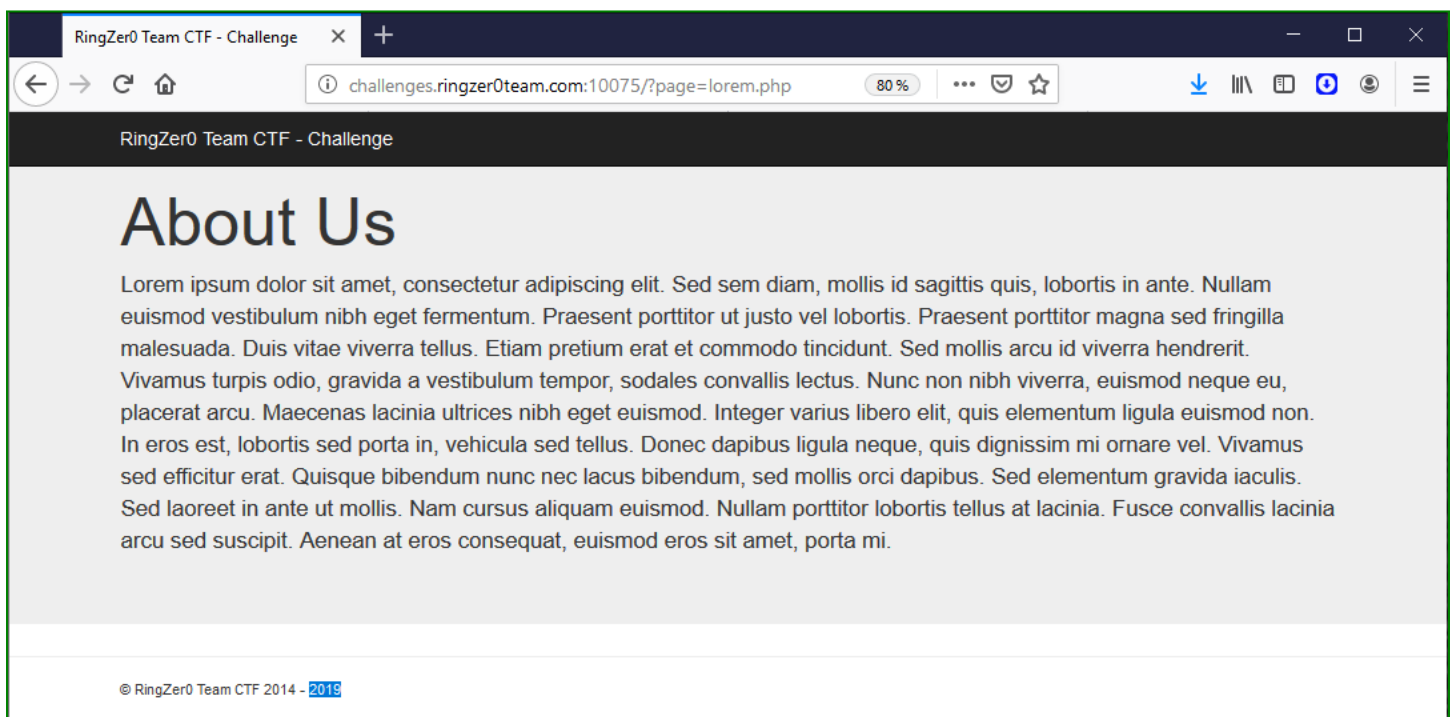 RingZer0 Team CTF - Challenge
challenges.ringzer0team.com:10075/?page=lorem.php 80 %
RingZer0 Team CTF - Challenge
About Us
Lorem ipsum dolor sit amet, consectetur adipiscing elit. Sed sem diam, mollis id sagittis quis, lobortis in ante. Nullam
euismod vestibulum nibh eget fermentum. Praesent porttitor ut justo vel lobortis. Praesent porttitor magna sed fringilla
malesuada. Duis vitae viverra tellus. Etiam pretium erat et commodo tincidunt. Sed mollis arcu id viverra hendrerit.
Vivamus turpis odio, gravida a vestibulum tempor, sodales convallis lectus. Nunc non nibh viverra, euismod neque eu,
placerat arcu. Maecenas lacinia ultrices nibh eget euismod. Integer varius libero elit, quis elementum ligula euismod non.
In eros est, lobortis sed porta in, vehicula sed tellus. Donec dapibus ligula neque, quis dignissim mi ornare vel. Vivamus
sed efficitur erat. Quisque bibendum nunc nec lacus bibendum, sed mollis orci dapibus. Sed elementum gravida iaculis.
Sed laoreet in ante ut mollis. Nam cursus aliquam euismod. Nullam porttitor lobortis tellus at lacinia. Fusce convallis lacinia
arcu sed suscipit. Aenean at eros consequat, euismod eros sit amet, porta mi.
© RingZer0 Team CTF 2014 - 2019